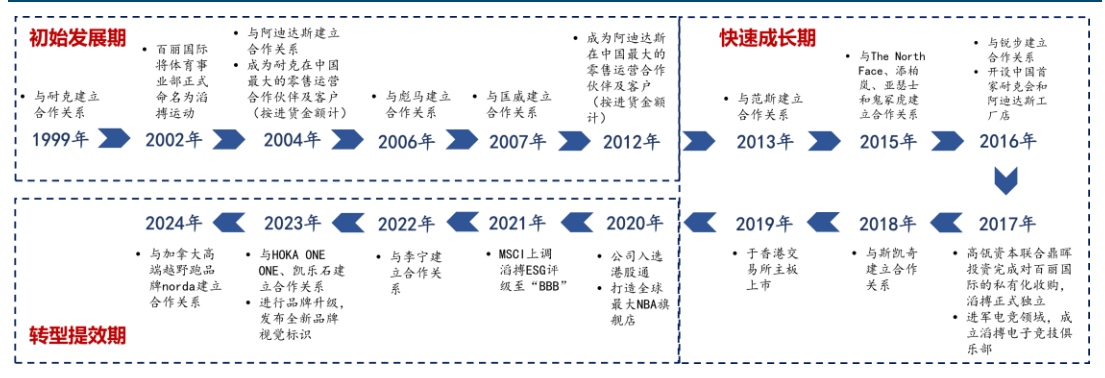 初始发展期
• 与耐克建立
合作关系
1999年
• 百丽国际
将体育事
业部正式
命名为滔
搏运动
2002年
• 与阿迪达斯建立
合作关系
• 成为耐克在中国
最大的零售运营
合作伙伴及客户
(按进货金额计)
2004年
• 与彪马建立
合作关系
2006年
• 与匡威建立
合作关系
2007年
• 成为阿迪达斯
在中国最大的
零售运营合作
伙伴及客户
(按进货金额
计)
2012年
快速成长期
• 与范斯建立
合作关系
2013年
• 与The North
Face、添柏
岚、亚瑟士
和鬼冢虎建
立合作关系
2015年
• 与锐步建立
合作关系
• 开设中国首
家耐克会和
阿迪达斯工
厂店
2016年
2017年
• 高瓴资本联合鼎晖
投资完成对百丽国
际的私有化收购,
滔搏正式独立
• 进军电竞领域,成
立滔搏电子竞技俱
乐部
2018年
• 与斯凯奇
建立合作
关系
2019年
• 于香港交
易所主板
上市
2020年
• 公司入选
港股通
• 打造全球
最大NBA旗
舰店
2021年
• MSCI上调
滔搏ESG评
级至“BBB”
2022年
• 与李宁建
立合作关
系
2023年
• 与HOKA ONE
ONE、凯乐石建
立合作关系
• 进行品牌升级,
发布全新品牌
视觉标识
2024年
• 与加拿大高
端越野跑品
牌norda建立
合作关系
转型提效期